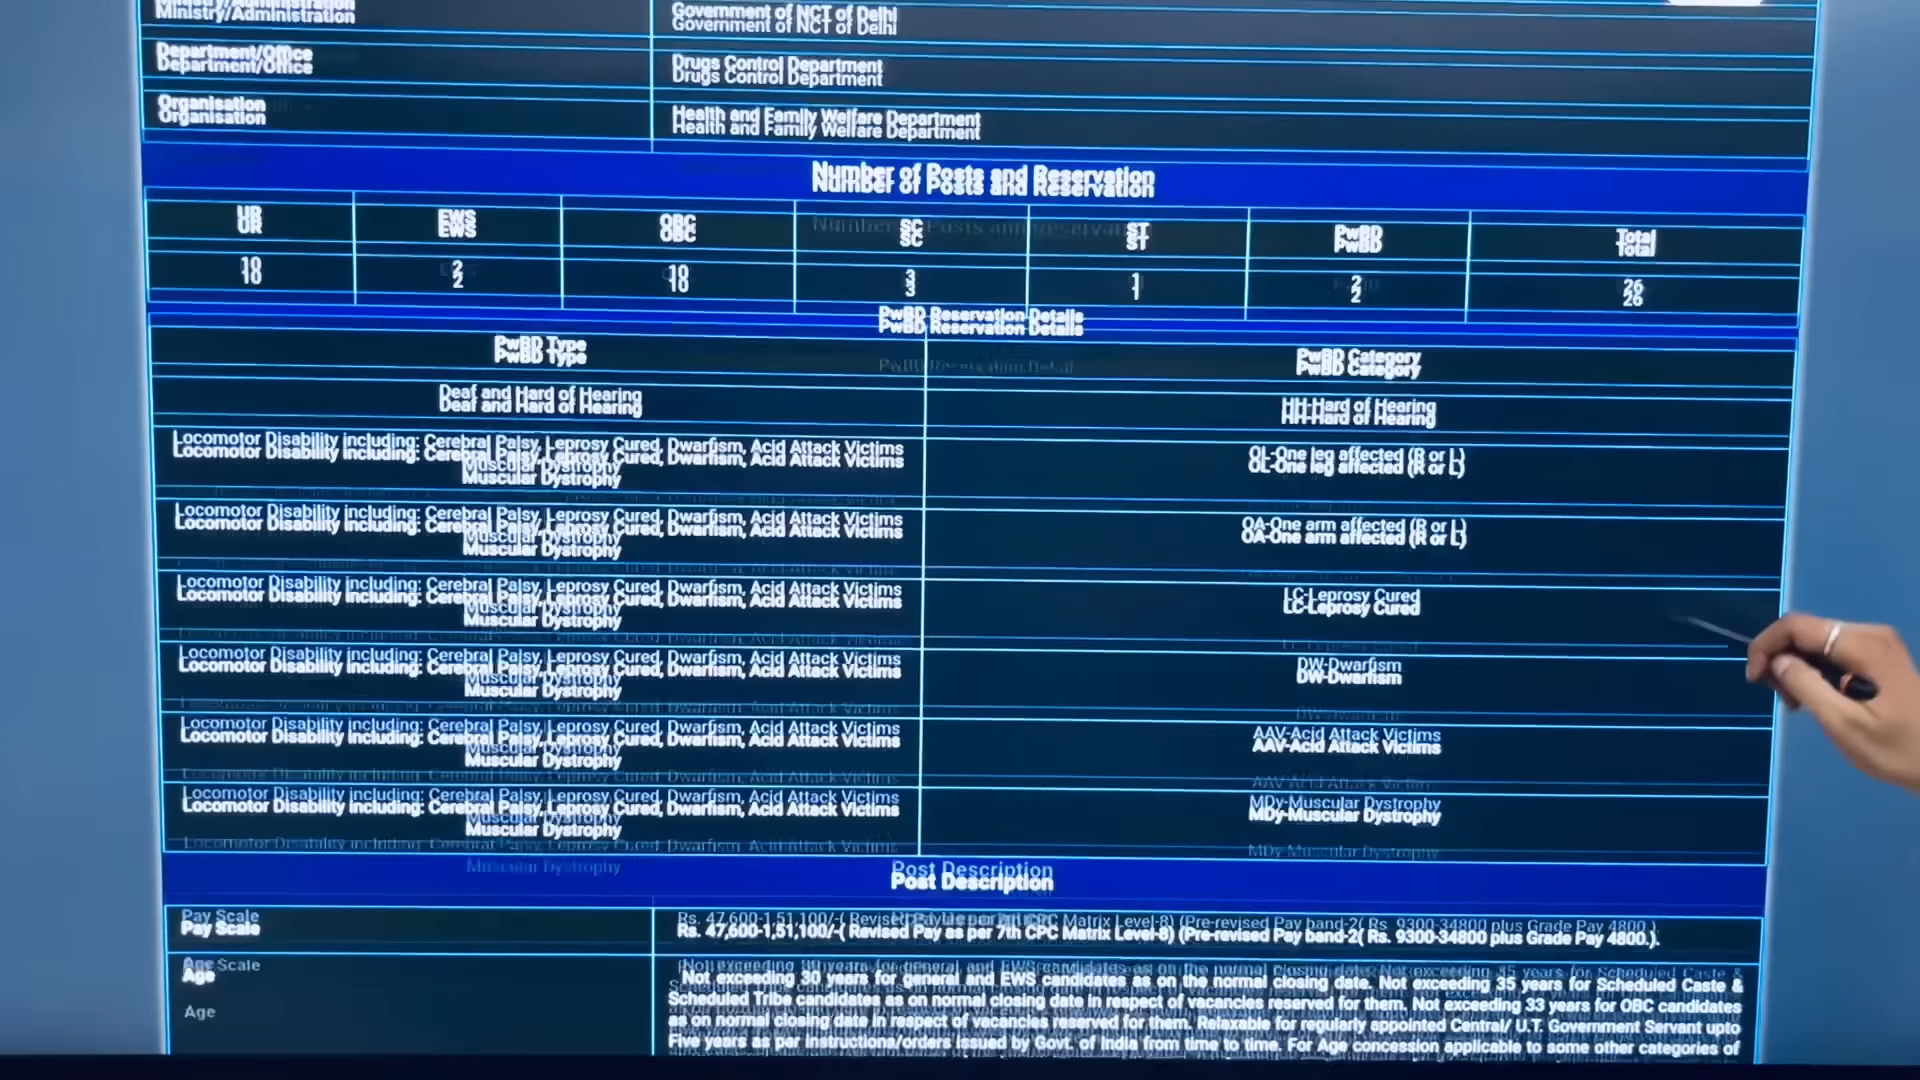 Ministry/Administration
Government of NCT of Delhi
Department/Office
Drugs Control Department
Organisation
Health and Family Welfare Department
Number of Posts and Reservation
UR EWS OBC SC ST PwBD Total
10 2 10 3 1 2 26
PwBD Reservation Details
PwBD Type PwBD Category
Deaf and Hard of Hearing HH-Hard of Hearing
Locomotor Disability including: Cerebral Palsy, Leprosy Cured, Dwarfism, Acid Attack Victims
Muscular Dystrophy
OL-One leg affected (R or L)
Locomotor Disability including: Cerebral Palsy, Leprosy Cured, Dwarfism, Acid Attack Victims
Muscular Dystrophy
OA-One arm affected (R or L)
Locomotor Disability including: Cerebral Palsy, Leprosy Cured, Dwarfism, Acid Attack Victims
Muscular Dystrophy
LC-Leprosy Cured
Locomotor Disability including: Cerebral Palsy, Leprosy Cured, Dwarfism, Acid Attack Victims
Muscular Dystrophy
DW-Dwarfism
Locomotor Disability including: Cerebral Palsy, Leprosy Cured, Dwarfism, Acid Attack Victims
Muscular Dystrophy
AAV-Acid Attack Victims
Locomotor Disability including: Cerebral Palsy, Leprosy Cured, Dwarfism, Acid Attack Victims
Muscular Dystrophy
MDy-Muscular Dystrophy
Post Description
Pay Scale
Rs. 47,600-1,51,100/-( Revised Pay as per 7th CPC Matrix Level-8) (Pre-revised Pay band-2( Rs. 9300-34800 plus Grade Pay 4800.).
Age
Not exceeding 30 years for general and EWS candidates as on the normal closing date. Not exceeding 35 years for Scheduled Caste &
Scheduled Tribe candidates as on normal closing date in respect of vacancies reserved for them. Not exceeding 33 years for OBC candidates
as on normal closing date in respect of vacancies reserved for them. Relaxable for regularly appointed Central/ U.T. Government Servant upto
Five years as per instructions/orders issued by Govt. of India from time to time. For Age concession applicable to some other categories of